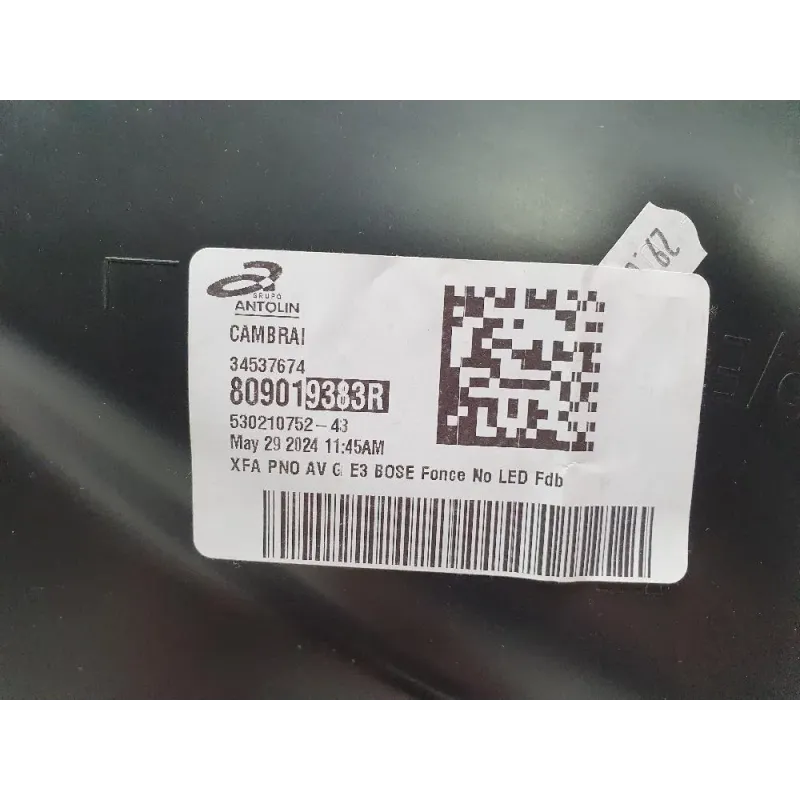 GRUPO
ANTOLIN
CAMBRAI
34537674
809019383R
530210752-43
May 29 2024 11:45AM
XFA PNO AV G E3 BOSE Fonce No LED Fdb